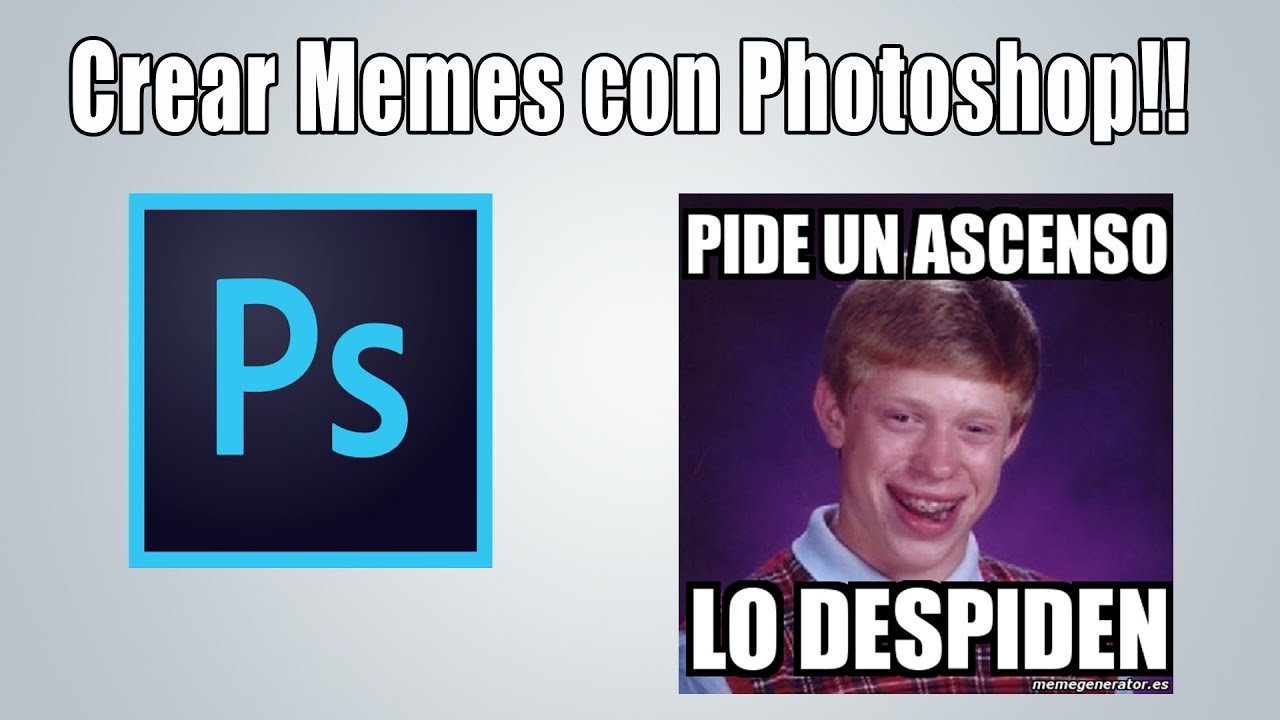 Crear Memes con Photoshop!!
Ps
PIDE UN ASCENSO
LO DESPIDEN
memegenerator.es